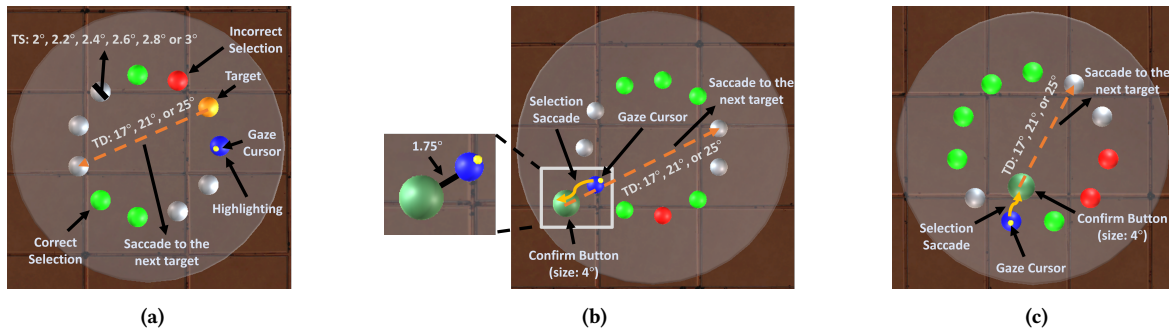 TS: 2°, 2.2°, 2.4°, 2.6°, 2.8° or 3°
Incorrect
Selection
Target
TD: 17°, 21°, or 25°
Gaze
Cursor
Highlighting
Correct
Selection
Saccade to the
next target
(a)
Saccade to the
next target
Selection
Saccade
Gaze Cursor
1.75°
TD: 17°, 21°, or 25°
Confirm Button
(size: 4°)
(b)
Saccade to the
next target
TD: 17°, 21°, or 25°
Selection
Saccade
Confirm Button
(size: 4°)
Gaze Cursor
(c)